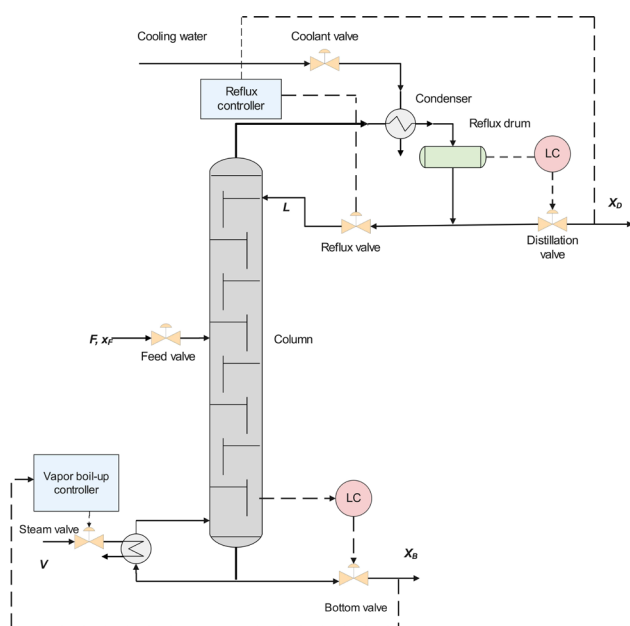 Cooling water
Coolant valve
Reflux
controller
Condenser
Reflux drum
LC
L
X_D
Reflux valve
Distillation
valve
F, x_F
Feed valve
Column
Vapor boil-up
controller
LC
Steam valve
V
X_B
Bottom valve